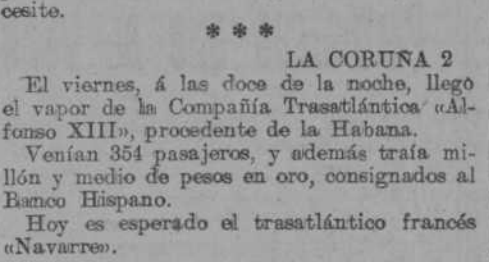 cesite.
* * *
LA CORUÑA 2
El viernes, á las doce de la noche, llegó
el vapor de la Compañía Trasatlántica «Al-
fonso XIII», procedente de la Habana.
Venían 354 pasajeros, y además traía mi-
llón y medio de pesos en oro, consignados al
Banco Hispano.
Hoy es esperado el trasatlántico francés
«Navarre».